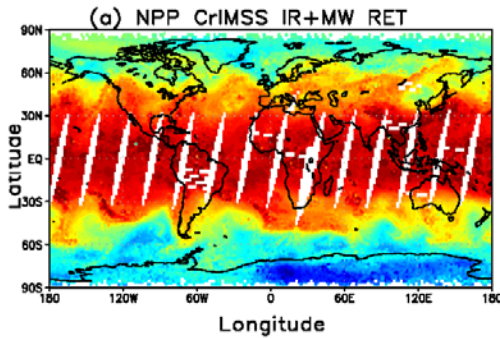 (a) NPP CrIMSS IR+MW RET
90N
60N
30N
EQ
30S
60S
90S
Latitude
180 120W 60W 0 60E 120E 180
Longitude